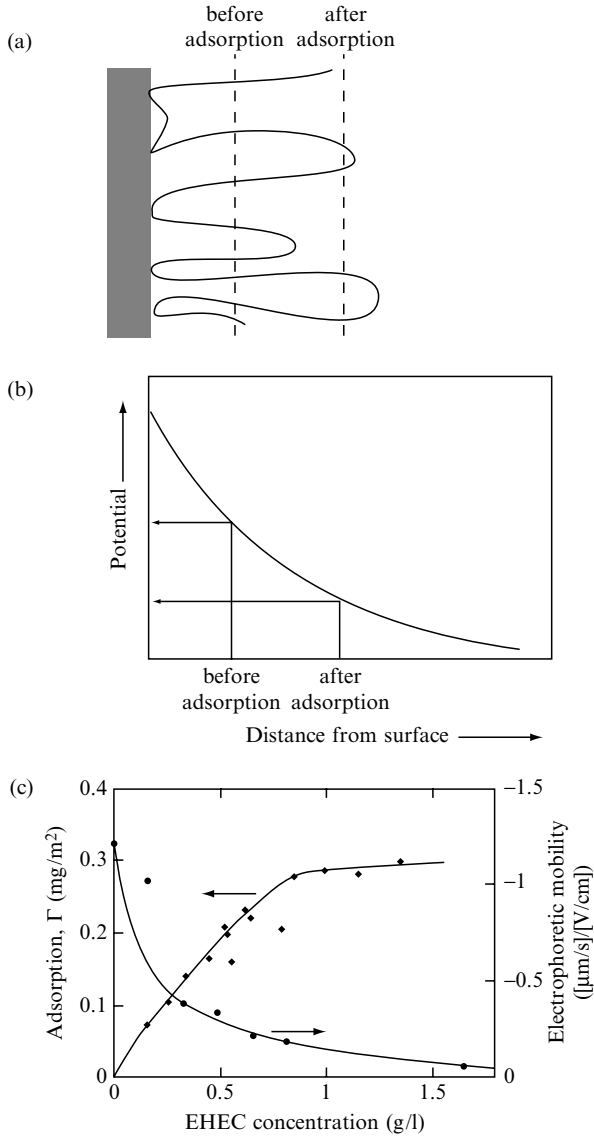 (a)
before
adsorption
after
adsorption
(b)
Potential
before
adsorption
after
adsorption
Distance from surface
(c)
Adsorption, Γ (mg/m²)
0.4
0.3
0.2
0.1
0
0
0.5
1
1.5
EHEC concentration (g/l)
−1.5
−1
−0.5
0
Electrophoretic mobility
([μm/s]/[V/cm])